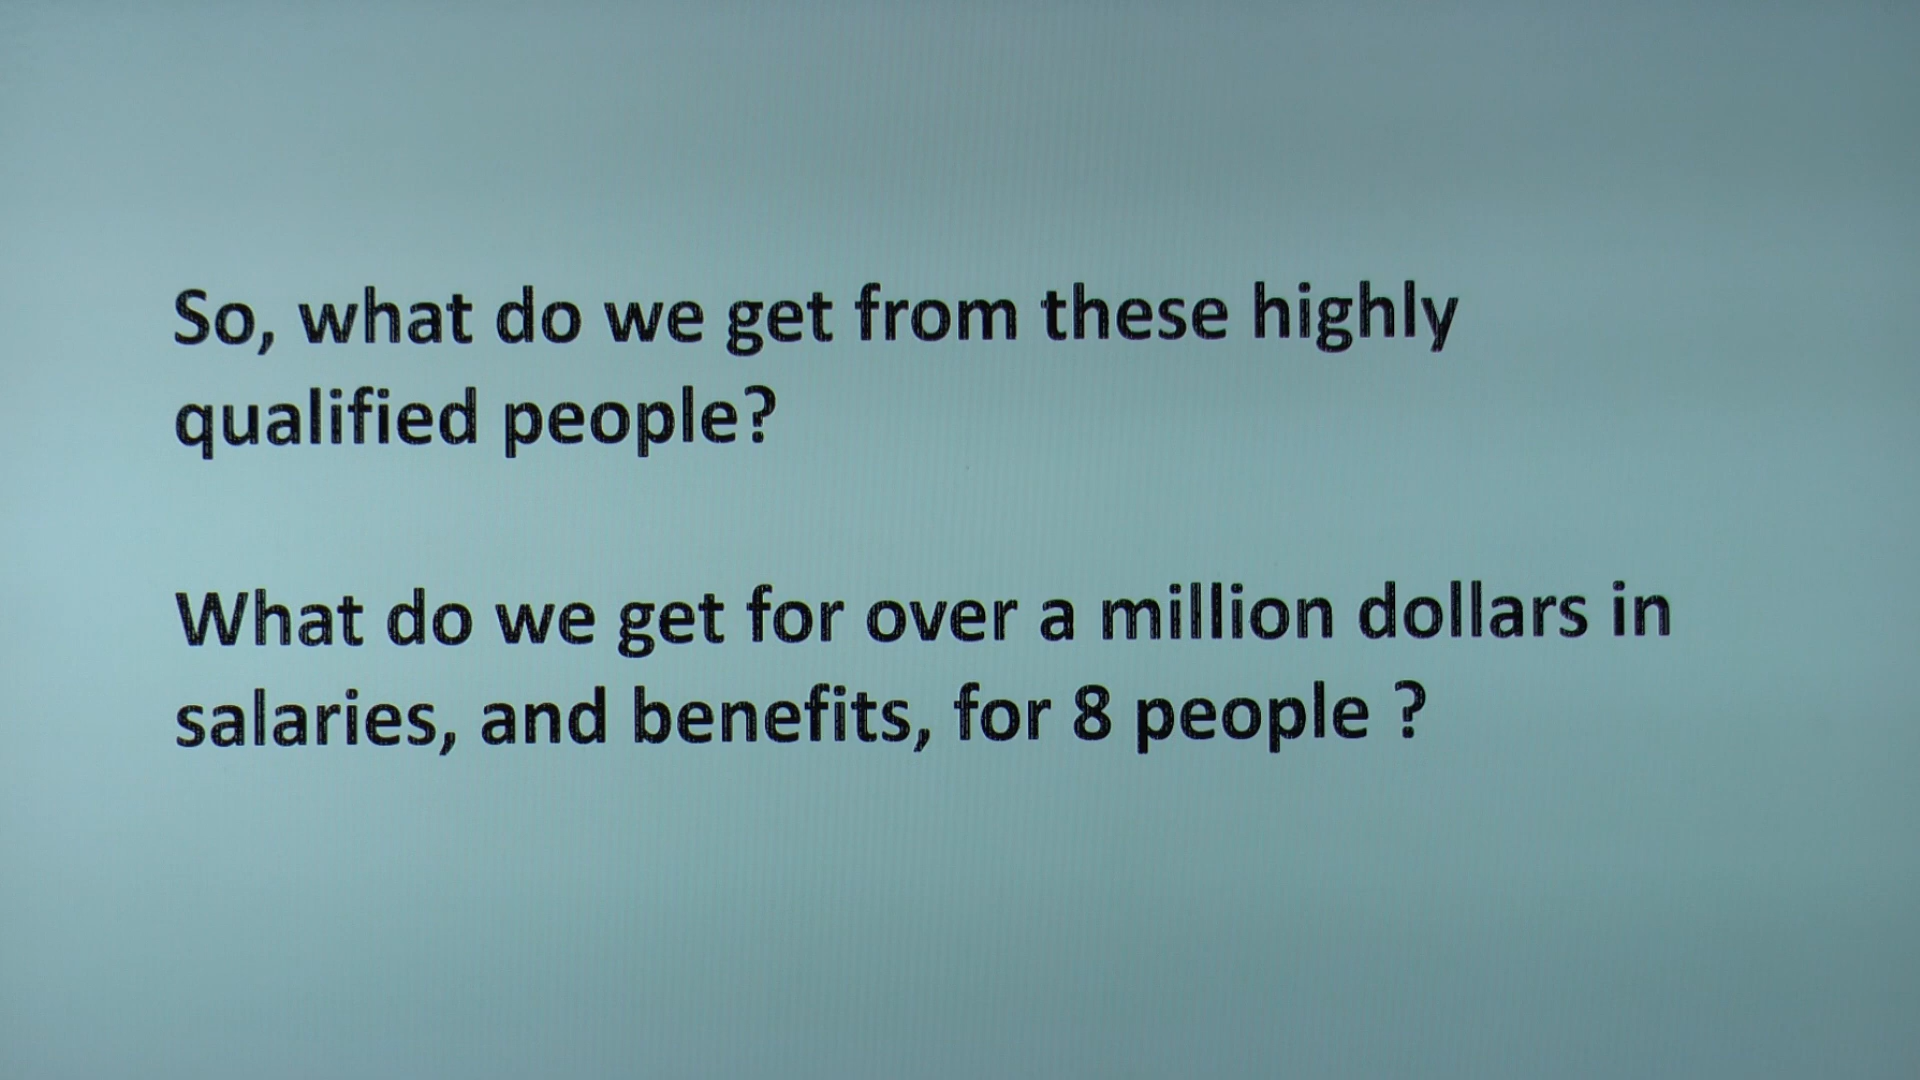 So, what do we get from these highly
qualified people?
What do we get for over a million dollars in
salaries, and benefits, for 8 people ?